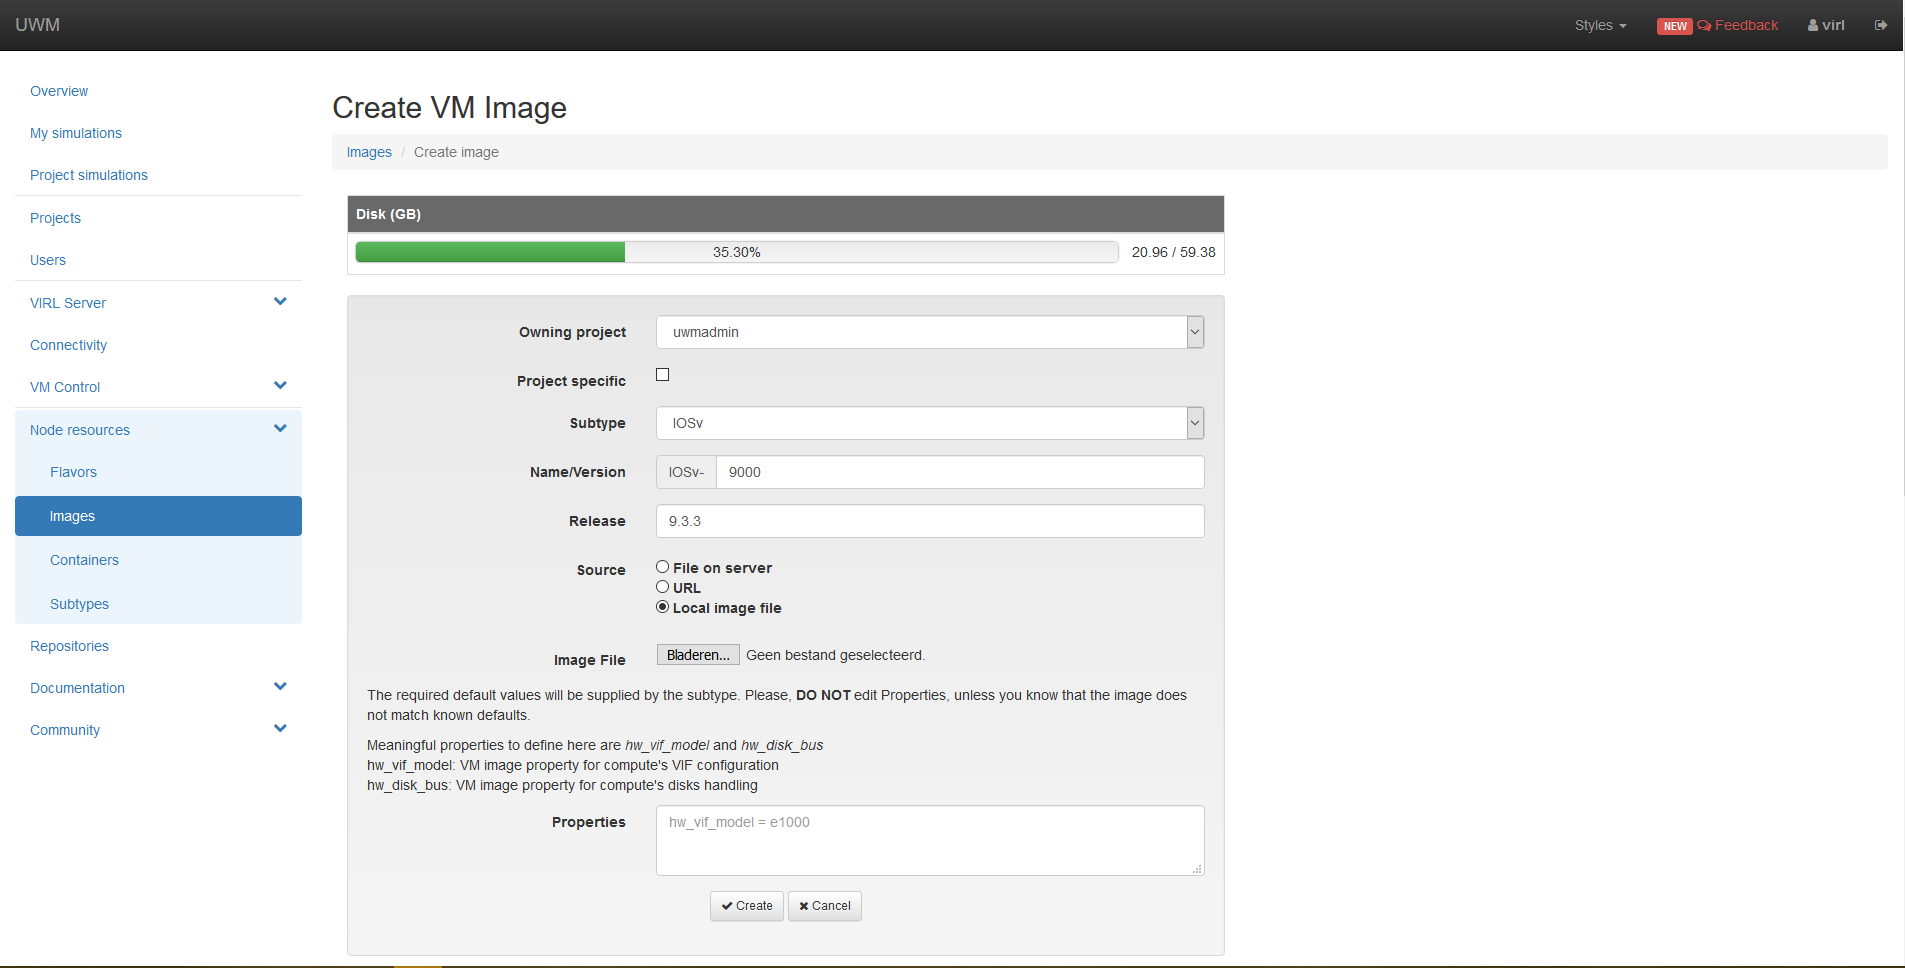 UWM
Styles
NEW Feedback
virl
Overview
My simulations
Project simulations
Projects
Users
VIRL Server
Connectivity
VM Control
Node resources
Flavors
Images
Containers
Subtypes
Repositories
Documentation
Community
Create VM Image
Images / Create image
Disk (GB)
35.30% 20.96 / 59.38
Owning project uwmadmin
Project specific
Subtype IOSv
Name/Version IOSv- 9000
Release 9.3.3
Source File on server
URL
Local image file
Image File Bladeren... Geen bestand geselecteerd.
The required default values will be supplied by the subtype. Please, DO NOT edit Properties, unless you know that the image does
not match known defaults.
Meaningful properties to define here are hw_vif_model and hw_disk_bus
hw_vif_model: VM image property for compute's VIF configuration
hw_disk_bus: VM image property for compute's disks handling
Properties hw_vif_model = e1000
Create Cancel